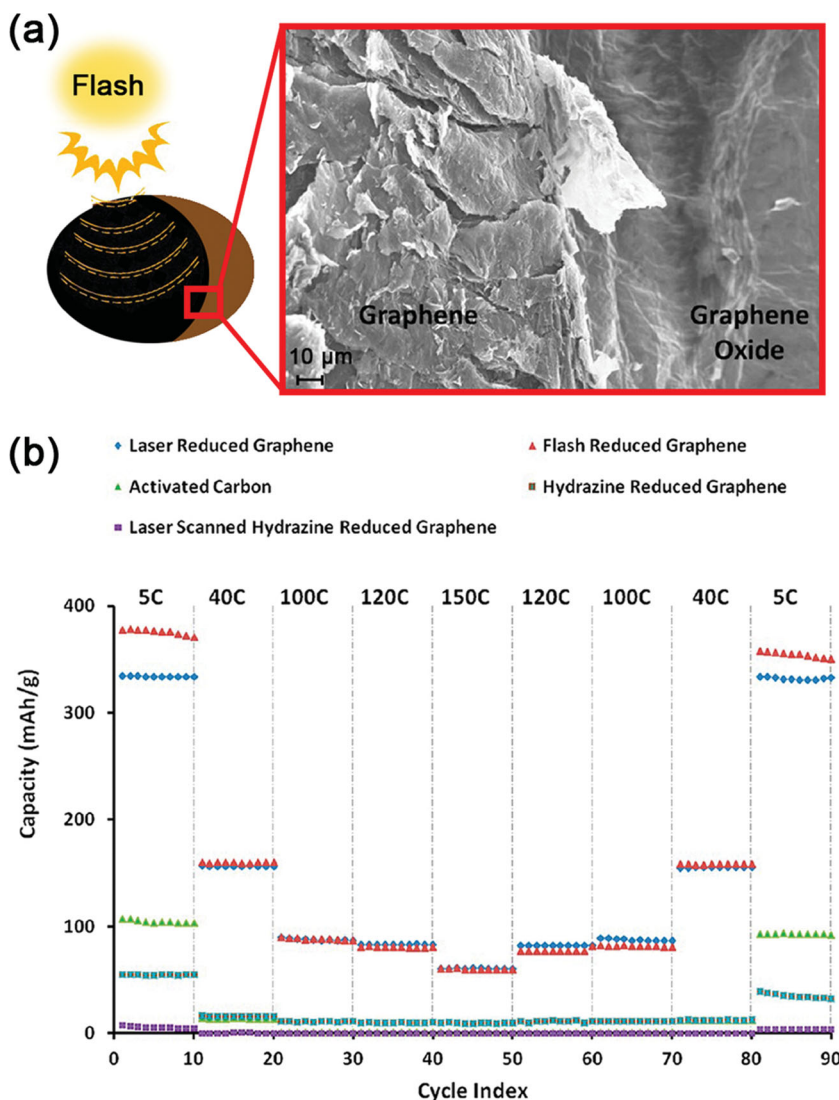 (a)
Flash
Graphene
Graphene
Oxide
10 µm
(b)
Laser Reduced Graphene
Flash Reduced Graphene
Activated Carbon
Hydrazine Reduced Graphene
Laser Scanned Hydrazine Reduced Graphene
5C 40C 100C 120C 150C 120C 100C 40C 5C
400
300
200
100
0
Capacity (mAh/g)
0 10 20 30 40 50 60 70 80 90
Cycle Index